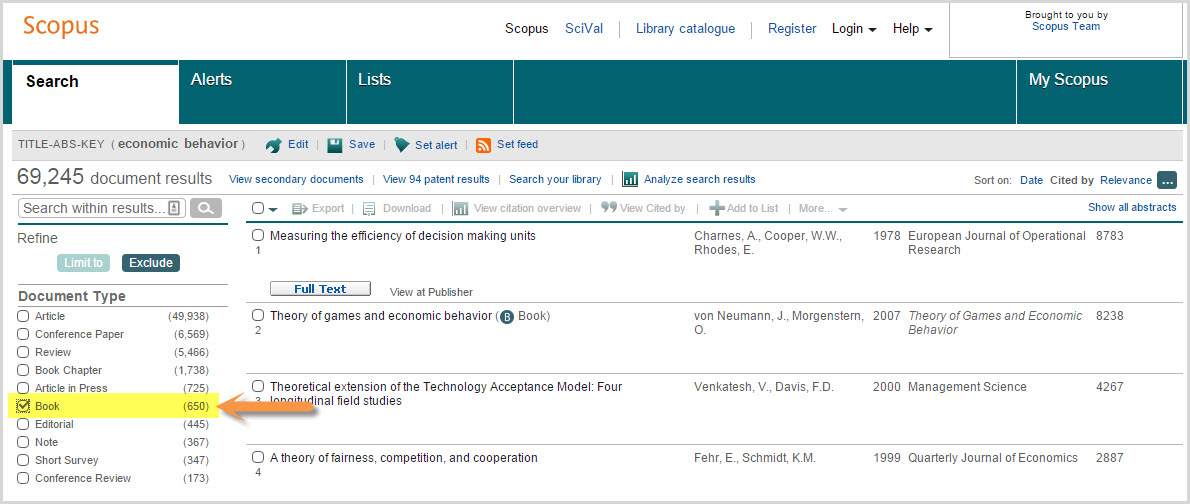 Scopus
Scopus SciVal Library catalogue Register Login Help
Brought to you by
Scopus Team
Search Alerts Lists My Scopus
TITLE-ABS-KEY ( economic behavior ) Edit Save Set alert Set feed
69,245 document results View secondary documents View 94 patent results Search your library Analyze search results Sort on: Date Cited by Relevance ...
Search within results... Export Download View citation overview View Cited by Add to List More... Show all abstracts
Refine
Limit to Exclude
Document Type
Article (49,938)
Conference Paper (6,569)
Review (5,466)
Book Chapter (1,738)
Article in Press (725)
Book (650)
Editorial (445)
Note (367)
Short Survey (347)
Conference Review (173)
Measuring the efficiency of decision making units Charnes, A., Cooper, W.W., 1978 European Journal of Operational 8783
1 Rhodes, E. Research
Full Text View at Publisher
Theory of games and economic behavior ( B Book) von Neumann, J., Morgenstern, 2007 Theory of Games and Economic 8238
2 O. Behavior
Theoretical extension of the Technology Acceptance Model: Four Venkatesh, V., Davis, F.D. 2000 Management Science 4267
3 longitudinal field studies
A theory of fairness, competition, and cooperation Fehr, E., Schmidt, K.M. 1999 Quarterly Journal of Economics 2887
4